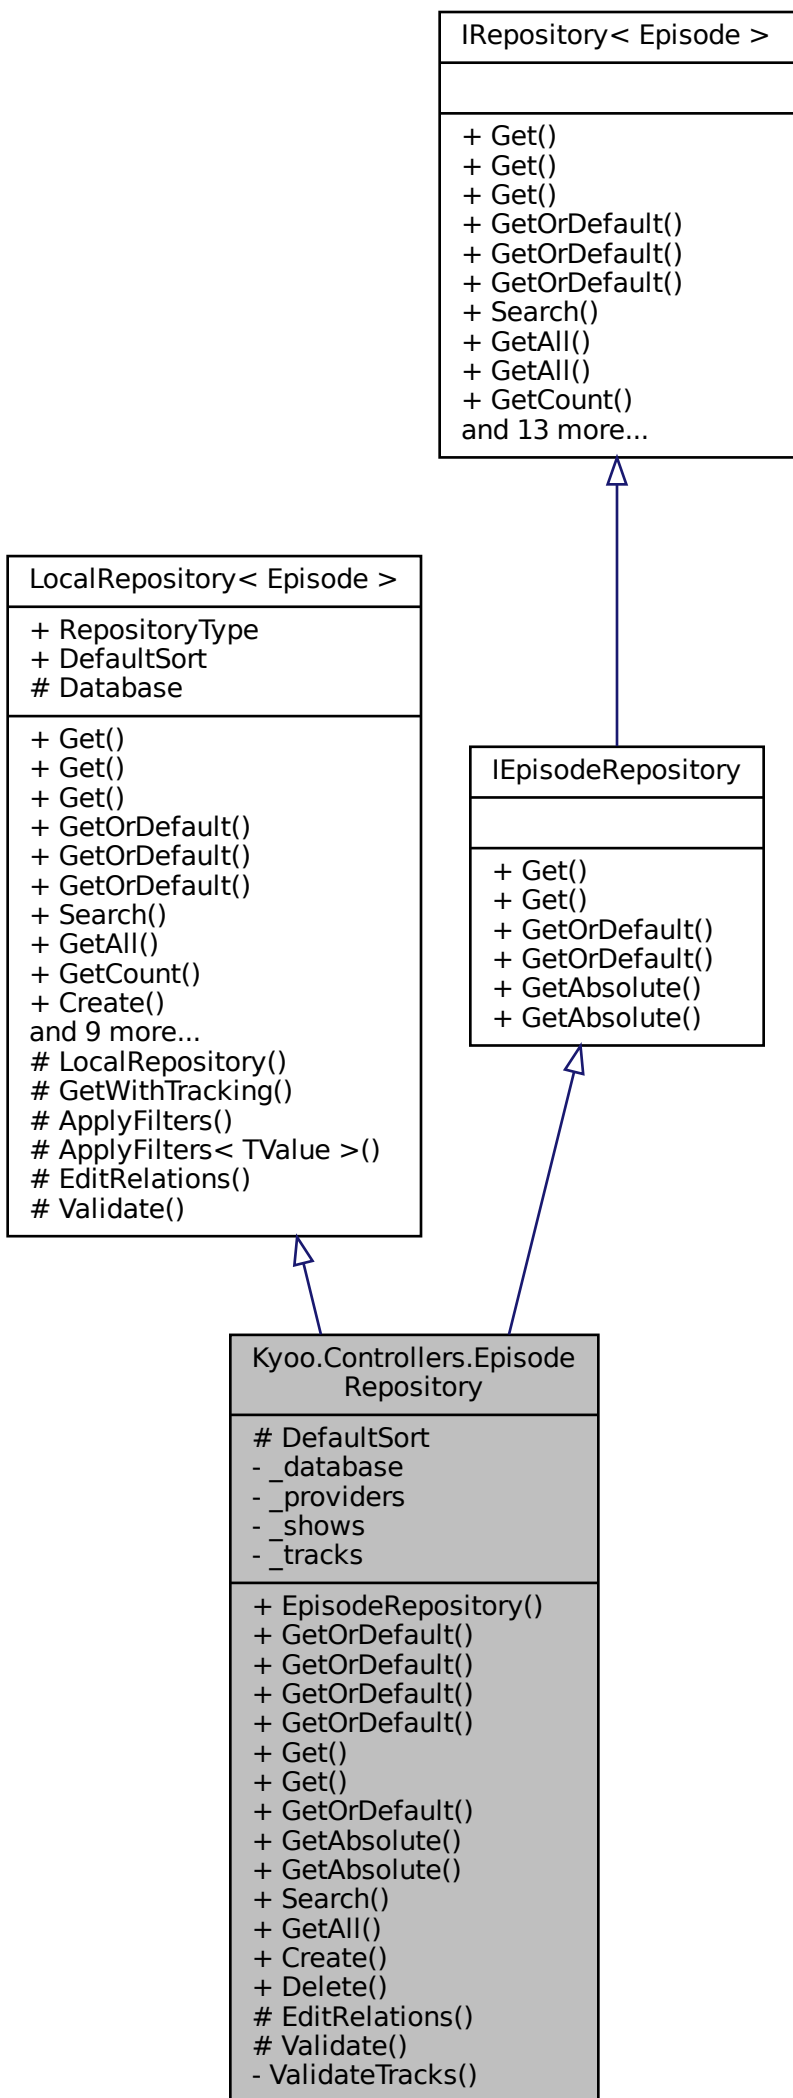 IRepository< Episode >
+ Get()
+ Get()
+ Get()
+ GetOrDefault()
+ GetOrDefault()
+ GetOrDefault()
+ Search()
+ GetAll()
+ GetAll()
+ GetCount()
and 13 more...
LocalRepository< Episode >
+ RepositoryType
+ DefaultSort
# Database
+ Get()
+ Get()
+ Get()
+ GetOrDefault()
+ GetOrDefault()
+ GetOrDefault()
+ Search()
+ GetAll()
+ GetCount()
+ Create()
and 9 more...
# LocalRepository()
# GetWithTracking()
# ApplyFilters()
# ApplyFilters< TValue >()
# EditRelations()
# Validate()
IEpisodeRepository
+ Get()
+ Get()
+ GetOrDefault()
+ GetOrDefault()
+ GetAbsolute()
+ GetAbsolute()
Kyoo.Controllers.Episode
Repository
# DefaultSort
- _database
- _providers
- _shows
- _tracks
+ EpisodeRepository()
+ GetOrDefault()
+ GetOrDefault()
+ GetOrDefault()
+ GetOrDefault()
+ Get()
+ Get()
+ GetOrDefault()
+ GetAbsolute()
+ GetAbsolute()
+ Search()
+ GetAll()
+ Create()
+ Delete()
# EditRelations()
# Validate()
- ValidateTracks()